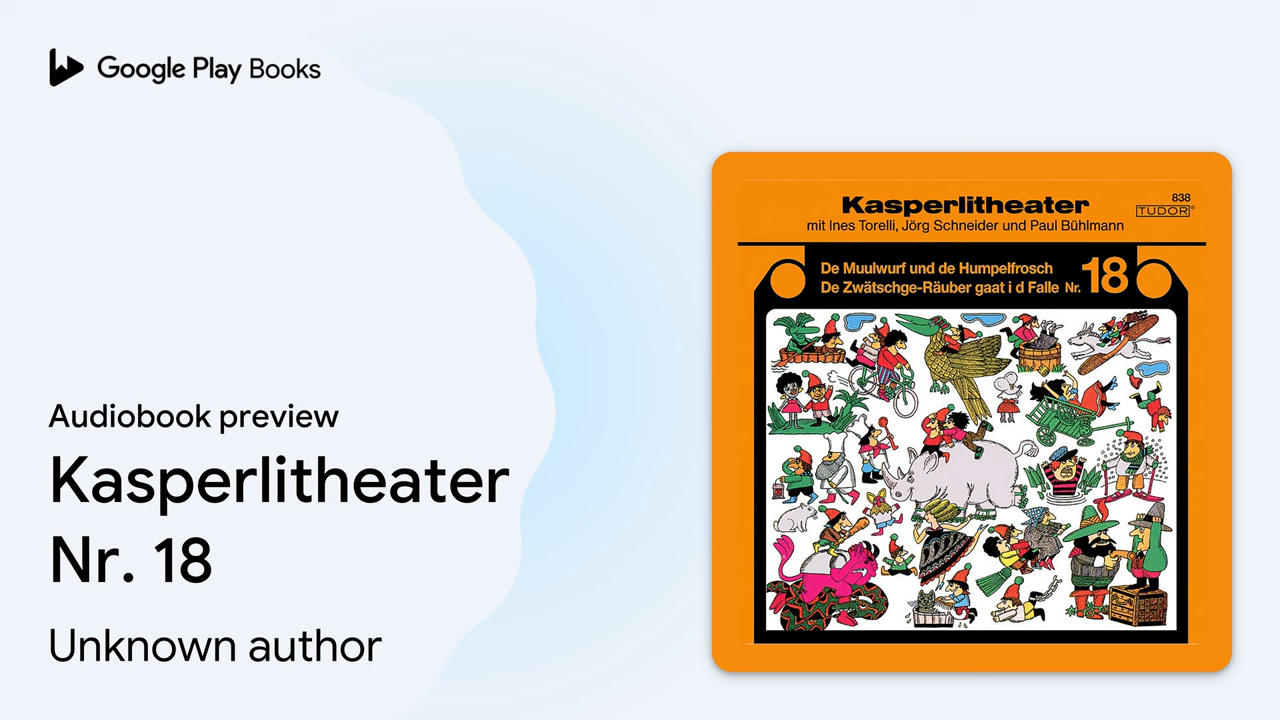 Google Play Books
Audiobook preview
Kasperlitheater
Nr. 18
Unknown author
Kasperlitheater
838
TUDOR®
mit Ines Torelli, Jörg Schneider und Paul Bühlmann
De Muulwurf und de Humpelfrosch
De Zwätschge-Räuber gaat i d Falle Nr. 18